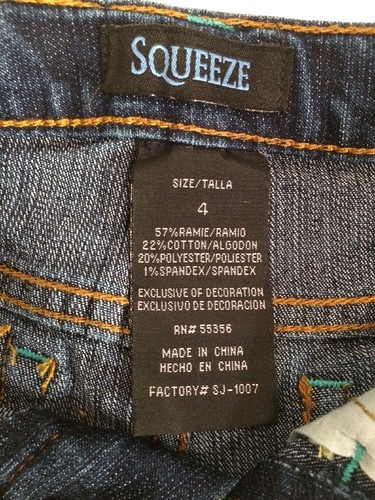 SQUEEZE
SIZE/TALLA
4
57%RAMIE/RAMIO
22%COTTON/ALGODON
20%POLYESTER/POLIESTER
1%SPANDEX/SPANDEX
EXCLUSIVE OF DECORATION
EXCLUSIVO DE DECORACION
RN# 55356
MADE IN CHINA
HECHO EN CHINA
FACTORY# SJ-1007